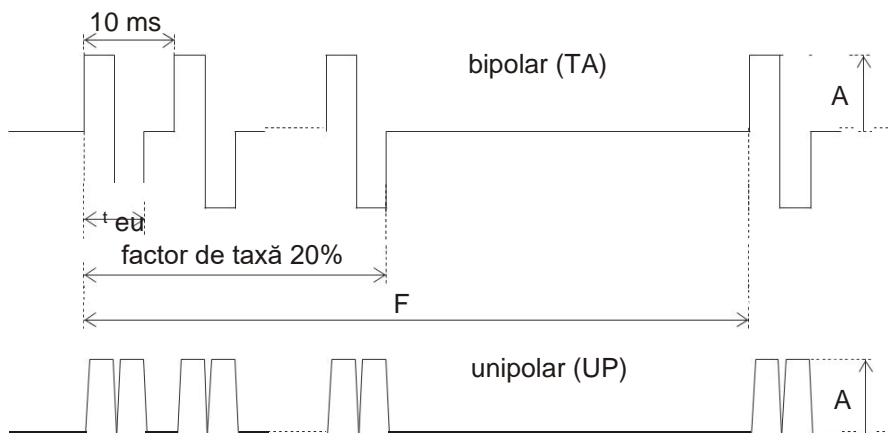 10 ms
bipolar (TA)
A
t eu
factor de taxă 20%
F
unipolar (UP)
A